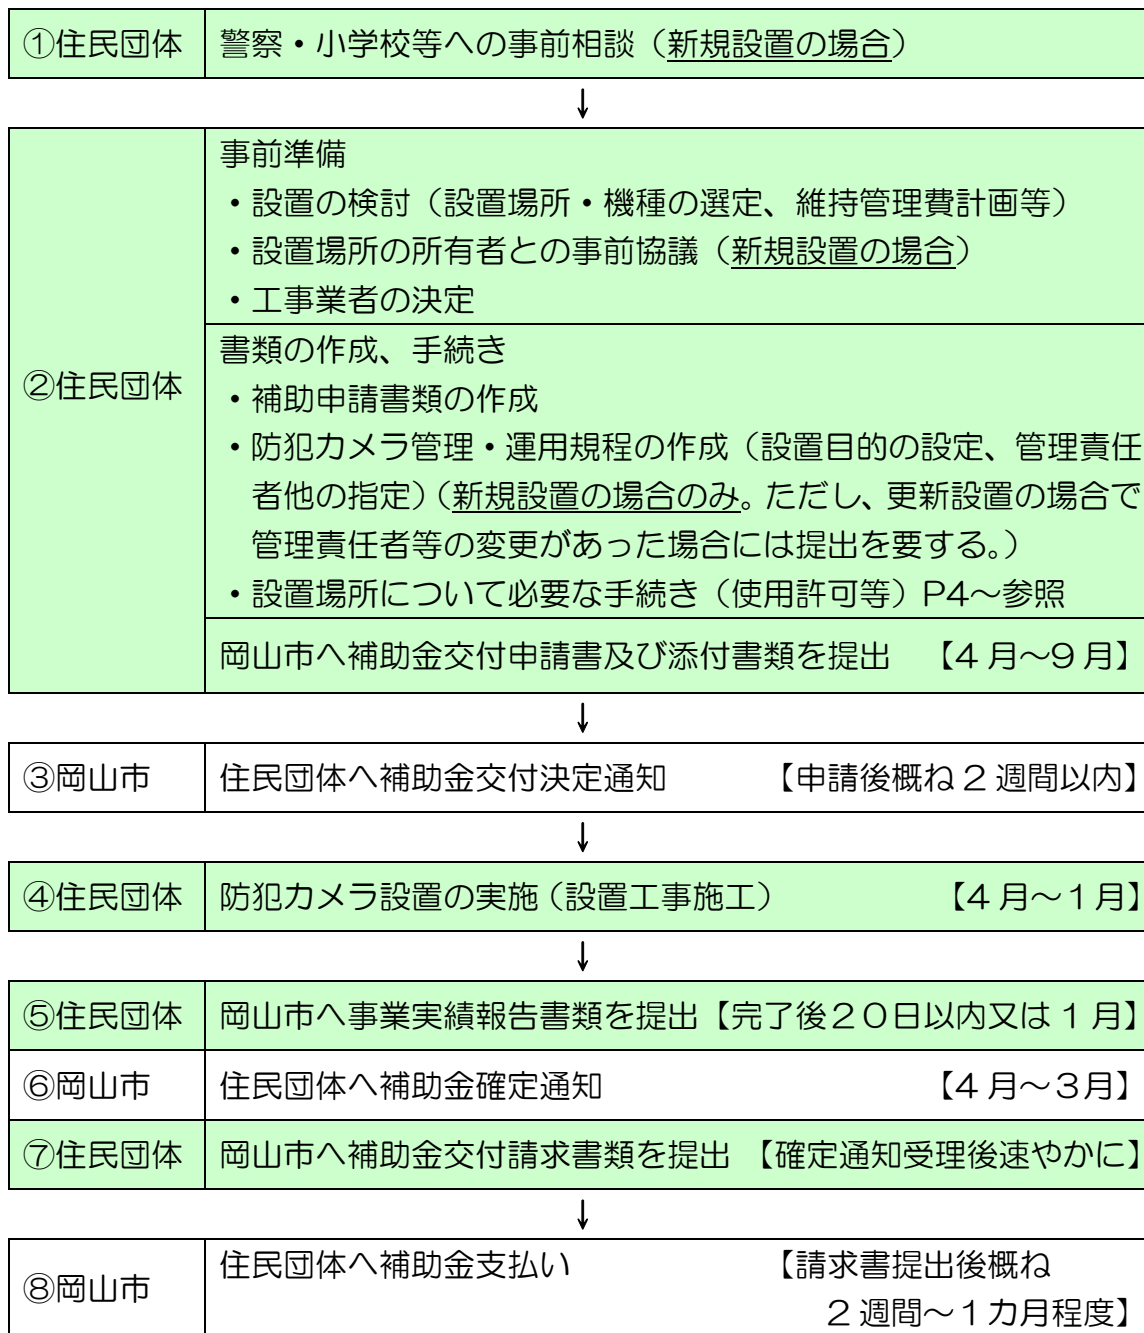 ①住民団体 警察・小学校等への事前相談（新規設置の場合）
↓
②住民団体
事前準備
・設置の検討（設置場所・機種の選定、維持管理費計画等）
・設置場所の所有者との事前協議（新規設置の場合）
・工事業者の決定
書類の作成、手続き
・補助申請書類の作成
・防犯カメラ管理・運用規程の作成（設置目的の設定、管理責任
者他の指定）（新規設置の場合のみ。ただし、更新設置の場合で
管理責任者等の変更があった場合には提出を要する。）
・設置場所について必要な手続き（使用許可等）P4～参照
岡山市へ補助金交付申請書及び添付書類を提出 【4月～9月】
↓
③岡山市 住民団体へ補助金交付決定通知 【申請後概ね2週間以内】
↓
④住民団体 防犯カメラ設置の実施（設置工事施工） 【4月～1月】
↓
⑤住民団体 岡山市へ事業実績報告書類を提出【完了後20日以内又は1月】
⑥岡山市 住民団体へ補助金確定通知 【4月～3月】
⑦住民団体 岡山市へ補助金交付請求書類を提出 【確定通知受理後速やかに】
↓
⑧岡山市 住民団体へ補助金支払い 【請求書提出後概ね
2週間～1カ月程度】